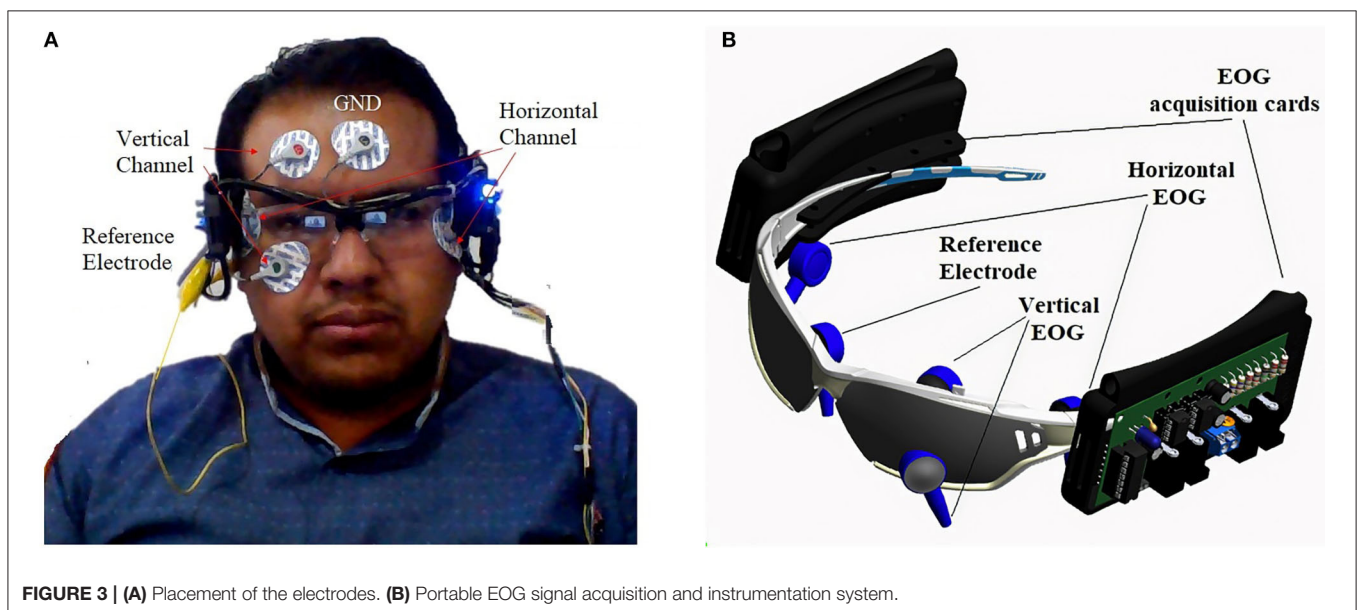 A
GND
Vertical
Channel
Horizontal
Channel
Reference
Electrode
B
EOG
acquisition cards
Horizontal
EOG
Reference
Electrode
Vertical
EOG
FIGURE 3 | (A) Placement of the electrodes. (B) Portable EOG signal acquisition and instrumentation system.